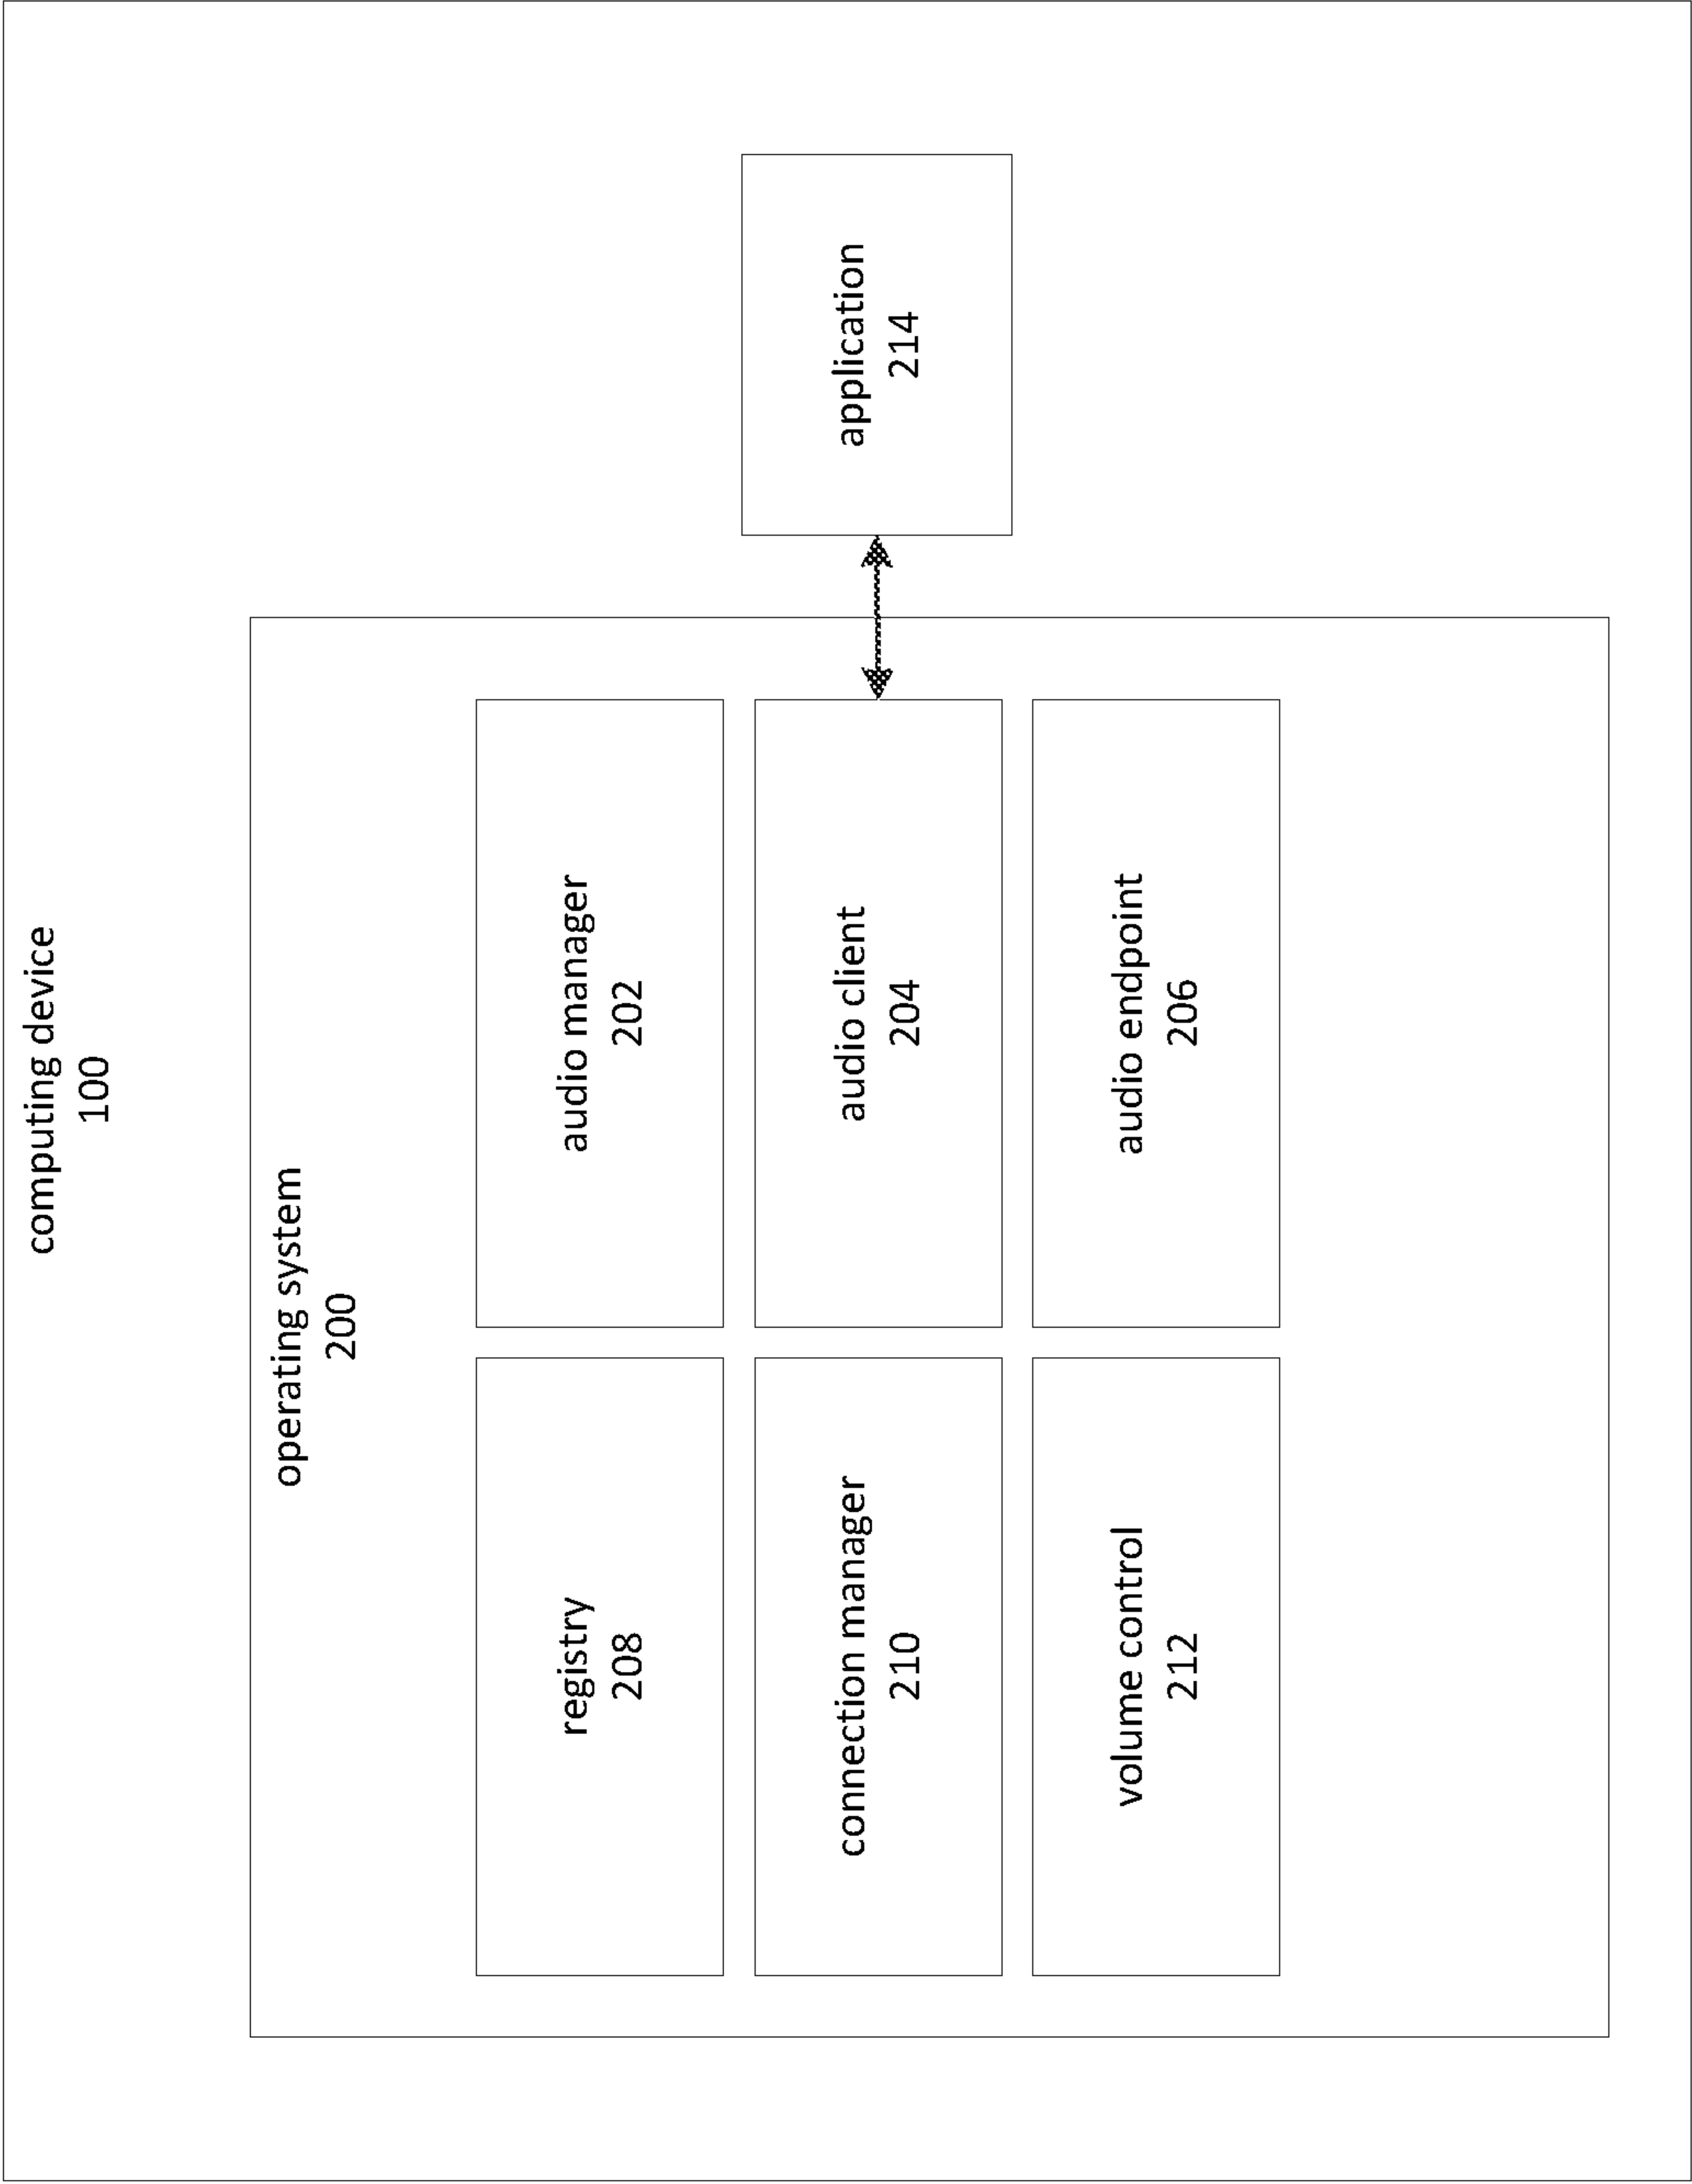 computing device
100
operating system
200
registry
208
audio manager
202
connection manager
210
audio client
204
application
214
volume control
212
audio endpoint
206